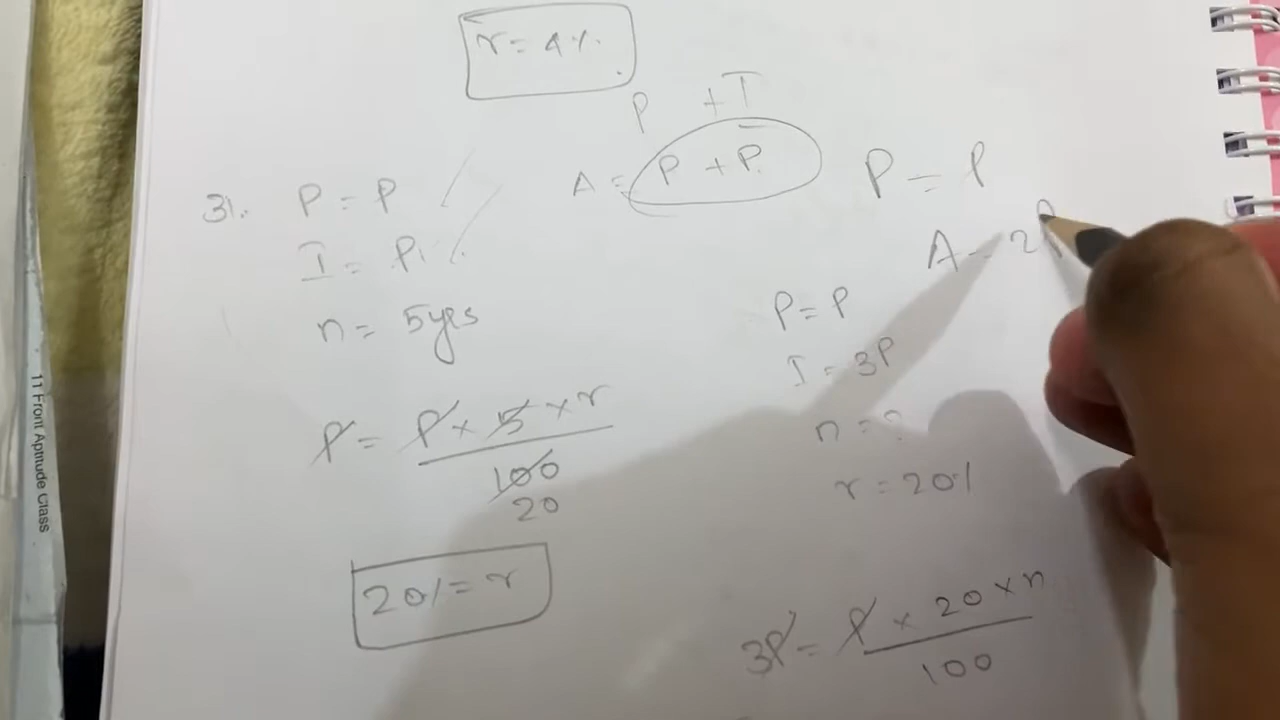 r = 4%.
P + I
A = P + P.
31. P = P
I = P
n = 5yrs
P = P × 5 × r
100
20
20% = r
P = P
A = 2P
P = P
I = 3P
n = ?
r = 20%
3P = P × 20 × n
100
11 Front Aptitude Class